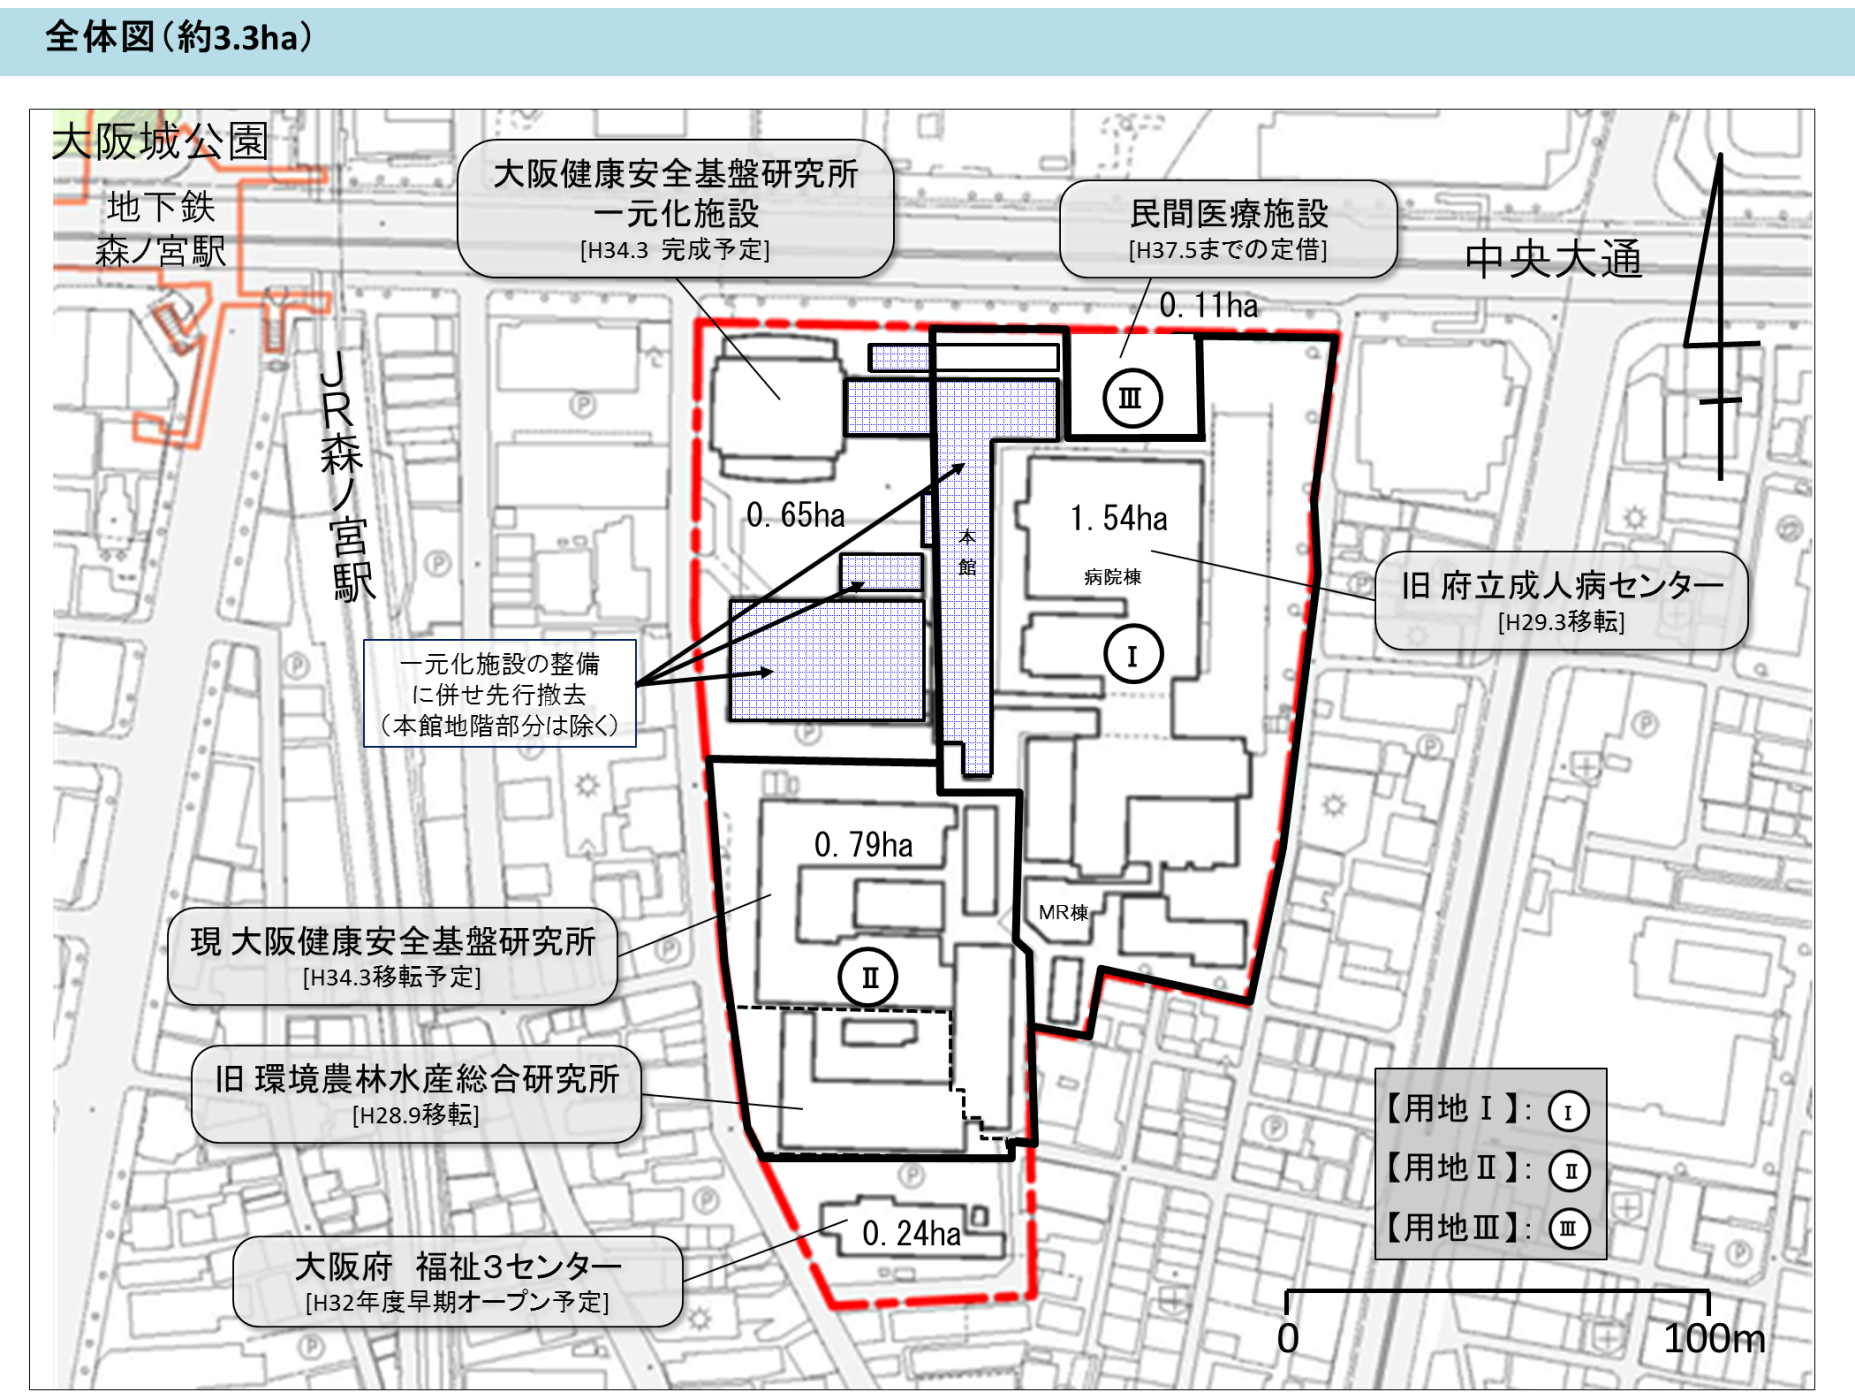 全体図（約3.3ha）
大阪城公園
地下鉄
森ノ宮駅
大阪健康安全基盤研究所
一元化施設
[H34.3 完成予定]
民間医療施設
[H37.5までの定借]
中央大通
0.11ha
JR森ノ宮駅
Ⅲ
0.65ha
本館
1.54ha
病院棟
旧 府立成人病センター
[H29.3移転]
Ⅰ
一元化施設の整備
に併せ先行撤去
（本館地階部分は除く）
0.79ha
MR棟
現 大阪健康安全基盤研究所
[H34.3移転予定]
Ⅱ
旧 環境農林水産総合研究所
[H28.9移転]
【用地Ⅰ】： Ⅰ
【用地Ⅱ】： Ⅱ
【用地Ⅲ】： Ⅲ
0.24ha
大阪府　福祉3センター
[H32年度早期オープン予定]
0
100m